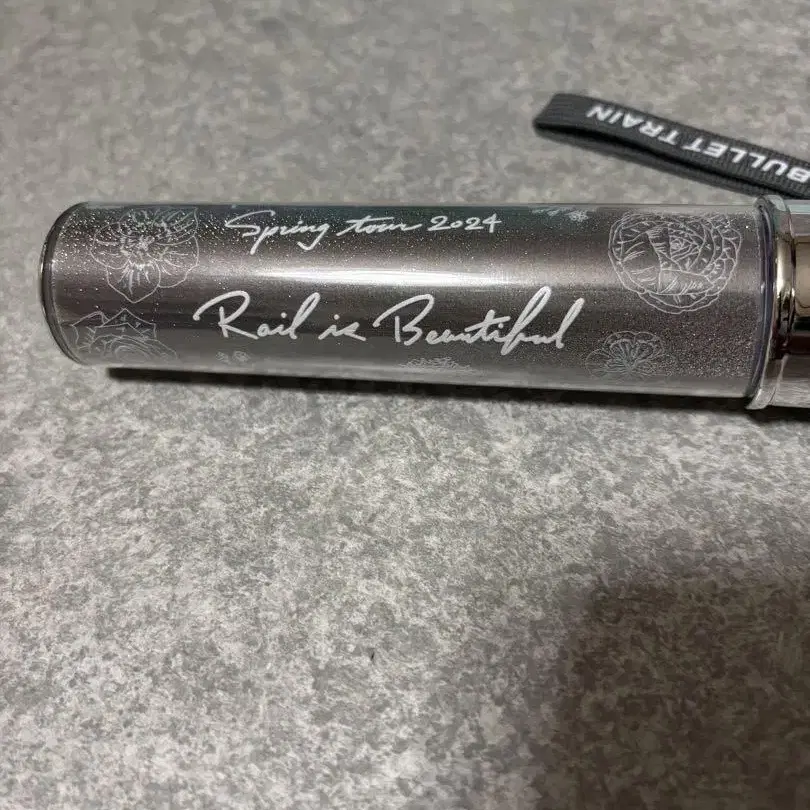 BULLET TRAIN
Spring tour 2024
Rail is Beautiful